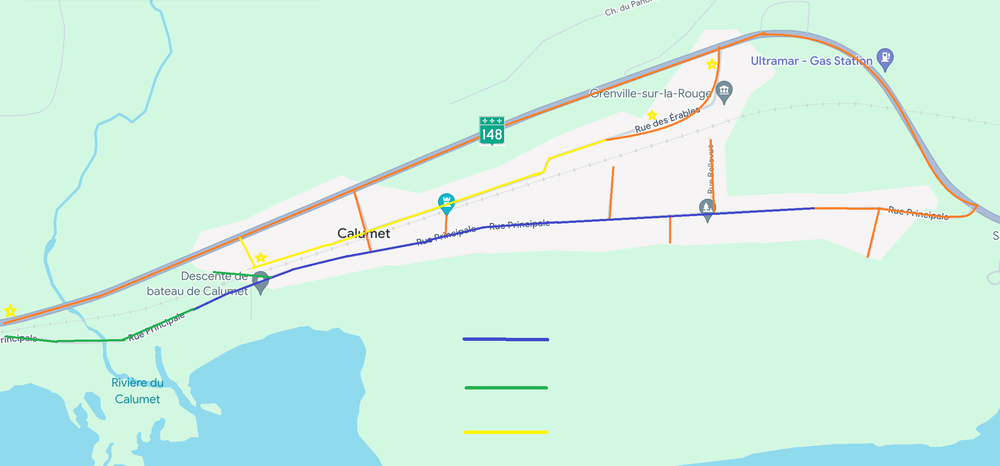 Ch. du Panor
Ultramar - Gas Station
Grenville-sur-la-Rouge
Rue des Érables
148
Rue Bellevue
Rue Principale
Calumet
Rue Principale
Rue Principale
Descente de
bateau de Calumet
Rue Principale
rincipale
Rivière du
Calumet